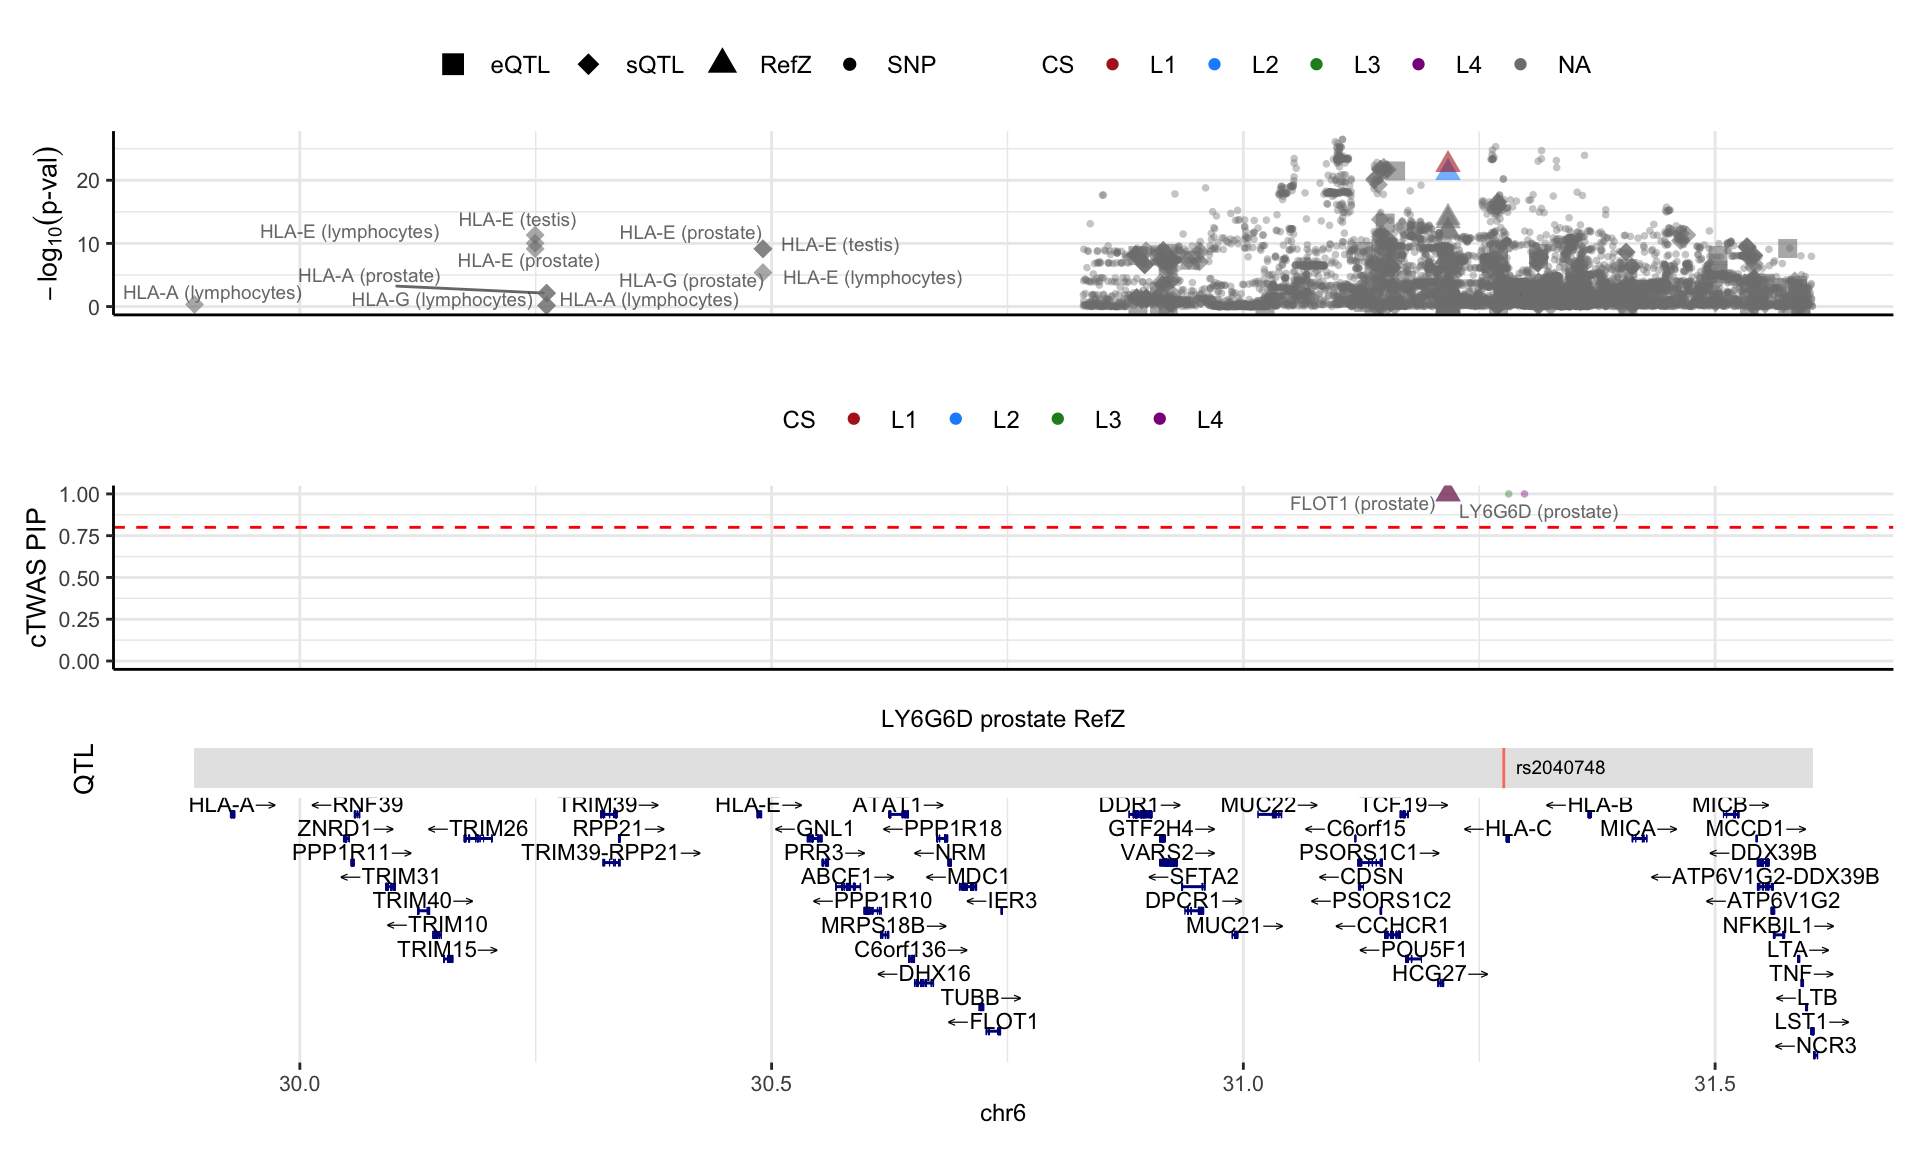 eQTL sQTL RefZ SNP CS L1 L2 L3 L4 NA
−log10(p-val)
20
10
0
HLA-E (testis)
HLA-E (lymphocytes)
HLA-E (prostate)
HLA-E (testis)
HLA-E (prostate)
HLA-A (prostate)
HLA-G (prostate)
HLA-E (lymphocytes)
HLA-A (lymphocytes)
HLA-G (lymphocytes)
HLA-A (lymphocytes)
CS L1 L2 L3 L4
cTWAS PIP
1.00
0.75
0.50
0.25
0.00
FLOT1 (prostate)
LY6G6D (prostate)
LY6G6D prostate RefZ
QTL
rs2040748
HLA-A→ ←RNF39 TRIM39→ HLA-E→ ATAT1→ DDR1→ MUC22→ TCF19→ ←HLA-B MICB→
ZNRD1→ ←TRIM26 RPP21→ ←GNL1 ←PPP1R18 GTF2H4→ ←C6orf15 ←HLA-C MICA→ MCCD1→
PPP1R11→ TRIM39-RPP21→ PRR3→ ←NRM VARS2→ PSORS1C1→ ←DDX39B
←TRIM31 ABCF1→ ←MDC1 ←SFTA2 ←CDSN ←ATP6V1G2-DDX39B
TRIM40→ ←PPP1R10 ←IER3 DPCR1→ ←PSORS1C2 ←ATP6V1G2
←TRIM10 MRPS18B→ MUC21→ ←CCHCR1 NFKBIL1→
TRIM15→ C6orf136→ ←POU5F1 LTA→
←DHX16 HCG27→ TNF→
TUBB→ ←LTB
←FLOT1 LST1→
←NCR3
30.0 30.5 31.0 31.5
chr6